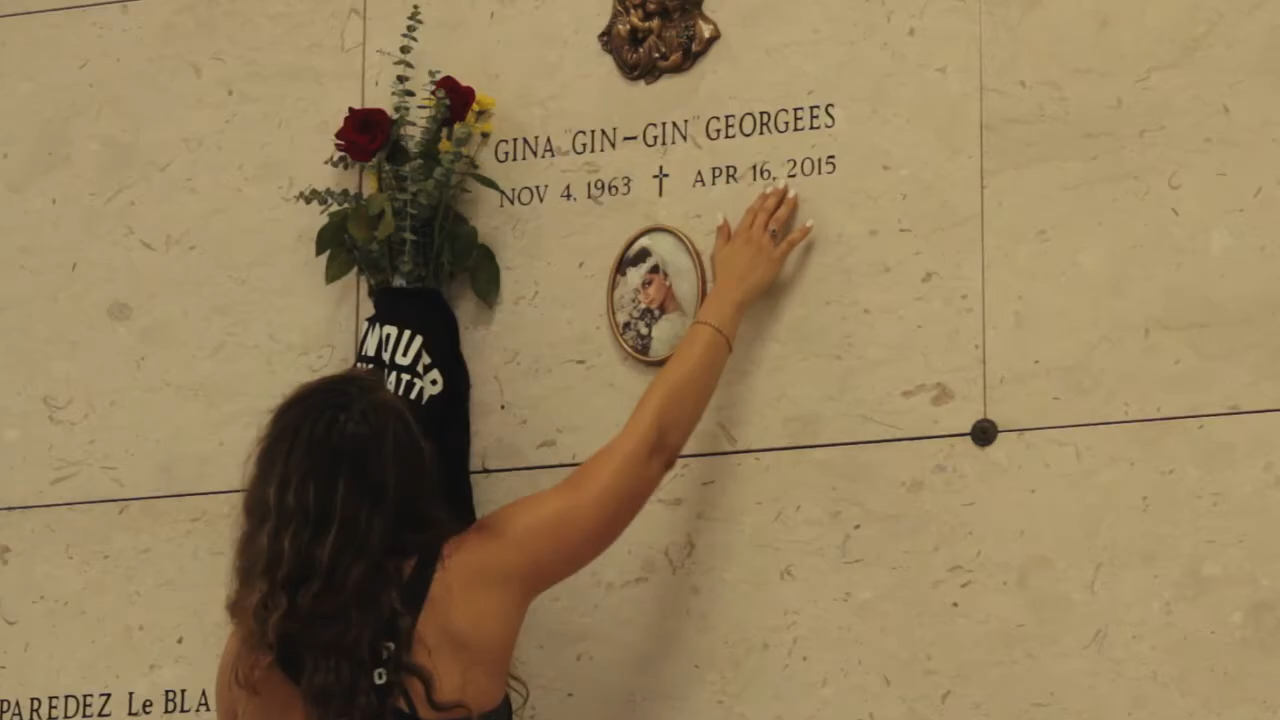 GINA "GIN-GIN" GEORGEES
NOV 4, 1963 † APR 16, 2015
PAREDEZ Le BLA